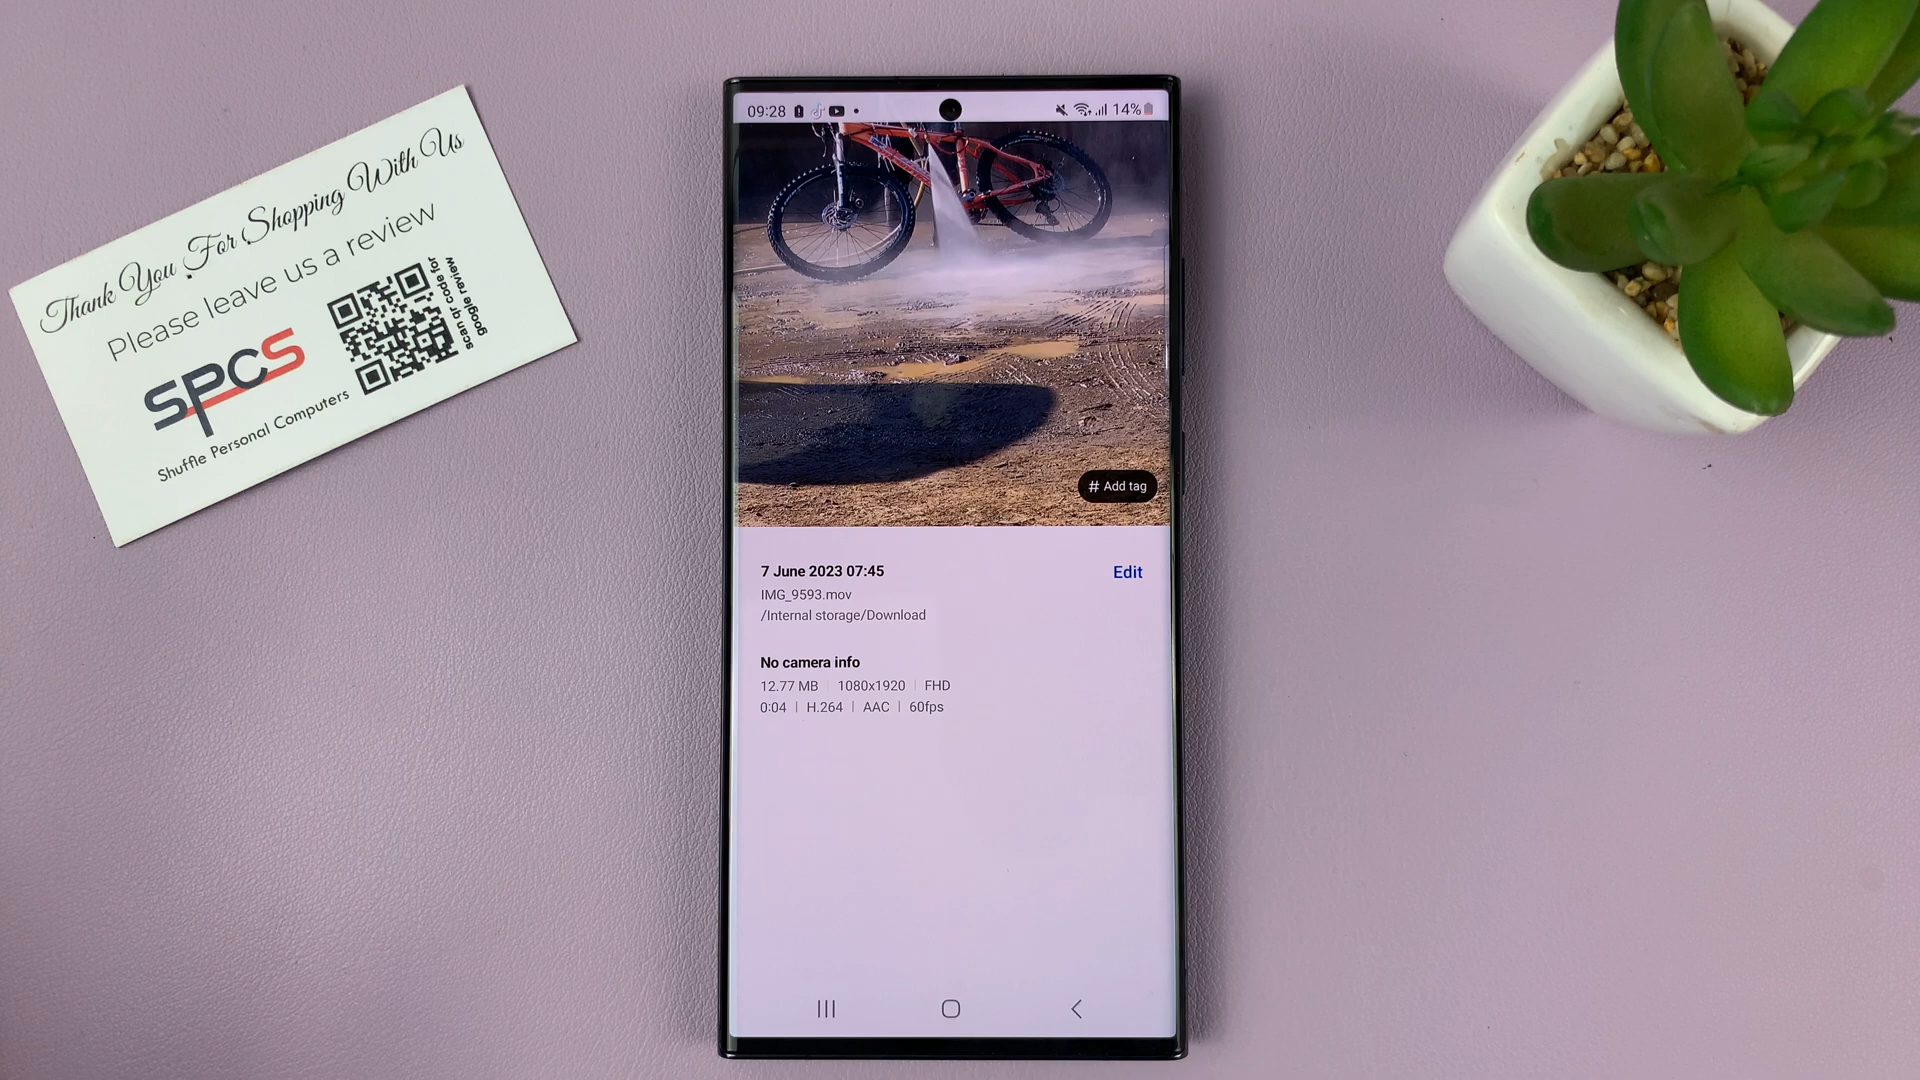 Thank You For Shopping With Us
Please leave us a review
SPCS
Shuffle Personal Computers
scan qr code for
google review
09:28
14%
# Add tag
7 June 2023 07:45
Edit
IMG_9593.mov
/Internal storage/Download
No camera info
12.77 MB | 1080x1920 | FHD
0:04 | H.264 | AAC | 60fps